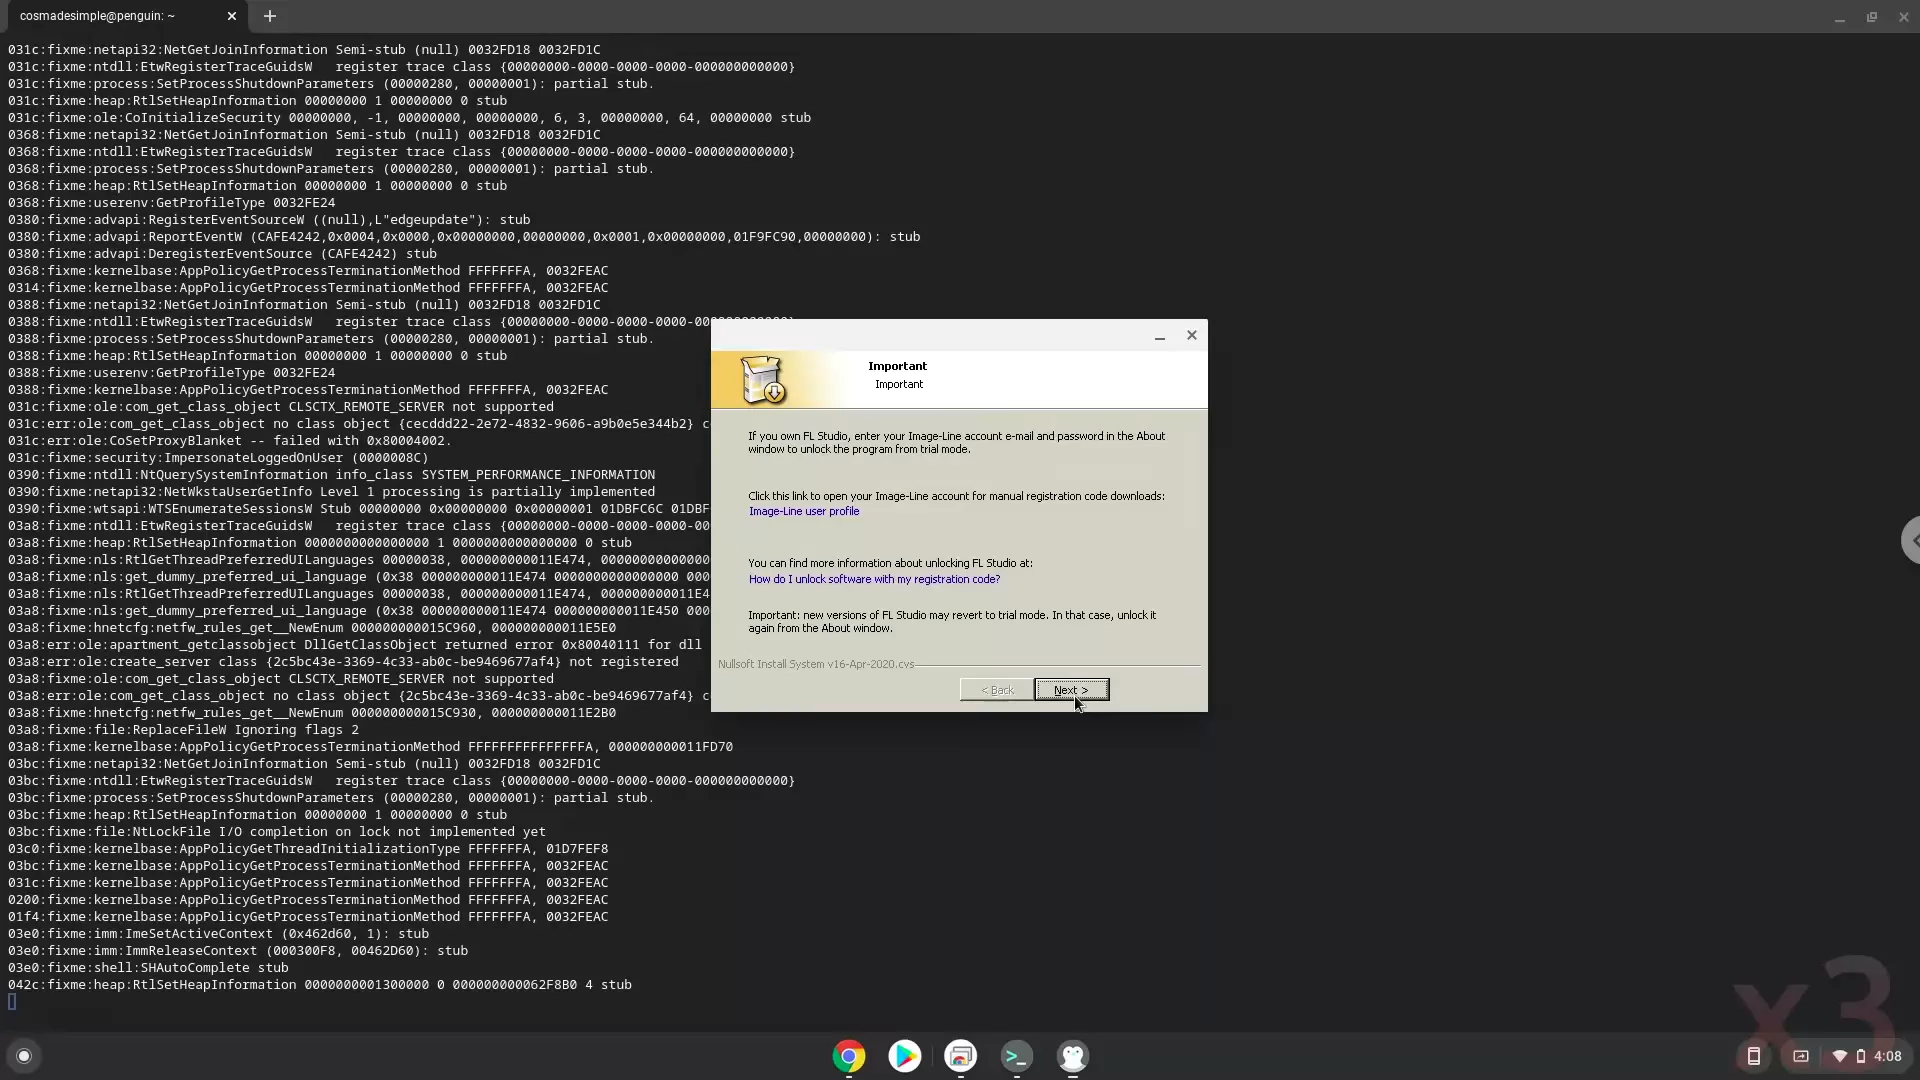 cosmadesimple@penguin: ~
031c:fixme:netapi32:NetGetJoinInformation Semi-stub (null) 0032FD18 0032FD1C
031c:fixme:ntdll:EtwRegisterTraceGuidsW   register trace class {00000000-0000-0000-0000-000000000000}
031c:fixme:process:SetProcessShutdownParameters (00000280, 00000001): partial stub.
031c:fixme:heap:RtlSetHeapInformation 00000000 1 00000000 0 stub
031c:fixme:ole:CoInitializeSecurity 00000000, -1, 00000000, 00000000, 6, 3, 00000000, 64, 00000000 stub
0368:fixme:netapi32:NetGetJoinInformation Semi-stub (null) 0032FD18 0032FD1C
0368:fixme:ntdll:EtwRegisterTraceGuidsW   register trace class {00000000-0000-0000-0000-000000000000}
0368:fixme:process:SetProcessShutdownParameters (00000280, 00000001): partial stub.
0368:fixme:heap:RtlSetHeapInformation 00000000 1 00000000 0 stub
0368:fixme:userenv:GetProfileType 0032FE24
0380:fixme:advapi:RegisterEventSourceW ((null),L"edgeupdate"): stub
0380:fixme:advapi:ReportEventW (CAFE4242,0x0004,0x0000,0x00000000,00000000,0x0001,0x00000000,01F9FC90,00000000): stub
0380:fixme:advapi:DeregisterEventSource (CAFE4242) stub
0368:fixme:kernelbase:AppPolicyGetProcessTerminationMethod FFFFFFFA, 0032FEAC
0314:fixme:kernelbase:AppPolicyGetProcessTerminationMethod FFFFFFFA, 0032FEAC
0388:fixme:netapi32:NetGetJoinInformation Semi-stub (null) 0032FD18 0032FD1C
0388:fixme:ntdll:EtwRegisterTraceGuidsW   register trace class {00000000-0000-0000-0000-000000000000}
0388:fixme:process:SetProcessShutdownParameters (00000280, 00000001): partial stub.
0388:fixme:heap:RtlSetHeapInformation 00000000 1 00000000 0 stub
0388:fixme:userenv:GetProfileType 0032FE24
0388:fixme:kernelbase:AppPolicyGetProcessTerminationMethod FFFFFFFA, 0032FEAC
031c:fixme:ole:com_get_class_object CLSCTX_REMOTE_SERVER not supported
031c:err:ole:com_get_class_object no class object {cecddd22-2e72-4832-9606-a9b0e5e344b2} c
031c:err:ole:CoSetProxyBlanket -- failed with 0x80004002.
031c:fixme:security:ImpersonateLoggedOnUser (0000008C)
0390:fixme:ntdll:NtQuerySystemInformation info_class SYSTEM_PERFORMANCE_INFORMATION
0390:fixme:netapi32:NetWkstaUserGetInfo Level 1 processing is partially implemented
0390:fixme:wtsapi:WTSEnumerateSessionsW Stub 00000000 0x00000000 0x00000001 01DBFC6C 01DBF
03a8:fixme:ntdll:EtwRegisterTraceGuidsW   register trace class {00000000-0000-0000-0000-00
03a8:fixme:heap:RtlSetHeapInformation 0000000000000000 1 0000000000000000 0 stub
03a8:fixme:nls:RtlGetThreadPreferredUILanguages 00000038, 000000000011E474, 00000000000000
03a8:fixme:nls:get_dummy_preferred_ui_language (0x38 000000000011E474 0000000000000000 000
03a8:fixme:nls:RtlGetThreadPreferredUILanguages 00000038, 000000000011E474, 000000000011E4
03a8:fixme:nls:get_dummy_preferred_ui_language (0x38 000000000011E474 000000000011E450 000
03a8:fixme:hnetcfg:netfw_rules_get__NewEnum 000000000015C960, 000000000011E5E0
03a8:err:ole:apartment_getclassobject DllGetClassObject returned error 0x80040111 for dll
03a8:err:ole:create_server class {2c5bc43e-3369-4c33-ab0c-be9469677af4} not registered
03a8:fixme:ole:com_get_class_object CLSCTX_REMOTE_SERVER not supported
03a8:err:ole:com_get_class_object no class object {2c5bc43e-3369-4c33-ab0c-be9469677af4} c
03a8:fixme:hnetcfg:netfw_rules_get__NewEnum 000000000015C930, 000000000011E2B0
03a8:fixme:file:ReplaceFileW Ignoring flags 2
03a8:fixme:kernelbase:AppPolicyGetProcessTerminationMethod FFFFFFFFFFFFFFFA, 000000000011FD70
03bc:fixme:netapi32:NetGetJoinInformation Semi-stub (null) 0032FD18 0032FD1C
03bc:fixme:ntdll:EtwRegisterTraceGuidsW   register trace class {00000000-0000-0000-0000-000000000000}
03bc:fixme:process:SetProcessShutdownParameters (00000280, 00000001): partial stub.
03bc:fixme:heap:RtlSetHeapInformation 00000000 1 00000000 0 stub
03bc:fixme:file:NtLockFile I/O completion on lock not implemented yet
03c0:fixme:kernelbase:AppPolicyGetThreadInitializationType FFFFFFFA, 01D7FEF8
03bc:fixme:kernelbase:AppPolicyGetProcessTerminationMethod FFFFFFFA, 0032FEAC
031c:fixme:kernelbase:AppPolicyGetProcessTerminationMethod FFFFFFFA, 0032FEAC
0200:fixme:kernelbase:AppPolicyGetProcessTerminationMethod FFFFFFFA, 0032FEAC
01f4:fixme:kernelbase:AppPolicyGetProcessTerminationMethod FFFFFFFA, 0032FEAC
03e0:fixme:imm:ImeSetActiveContext (0x462d60, 1): stub
03e0:fixme:imm:ImmReleaseContext (000300F8, 00462D60): stub
03e0:fixme:shell:SHAutoComplete stub
042c:fixme:heap:RtlSetHeapInformation 0000000001300000 0 000000000062F8B0 4 stub
Important
Important
If you own FL Studio, enter your Image-Line account e-mail and password in the About
window to unlock the program from trial mode.
Click this link to open your Image-Line account for manual registration code downloads:
Image-Line user profile
You can find more information about unlocking FL Studio at:
How do I unlock software with my registration code?
Important: new versions of FL Studio may revert to trial mode. In that case, unlock it
again from the About window.
Nullsoft Install System v16-Apr-2020.cvs
< Back
Next >
x3
4:08